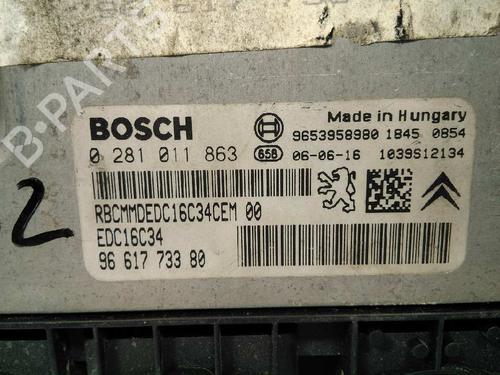 BOSCH
Made in Hungary
9653958980 1845 0854
0 281 011 863
658
06-06-16 1039S12134
RBCMMDEDC16C34CEM 00
EDC16C34
96 617 733 80
2
B-PARTS